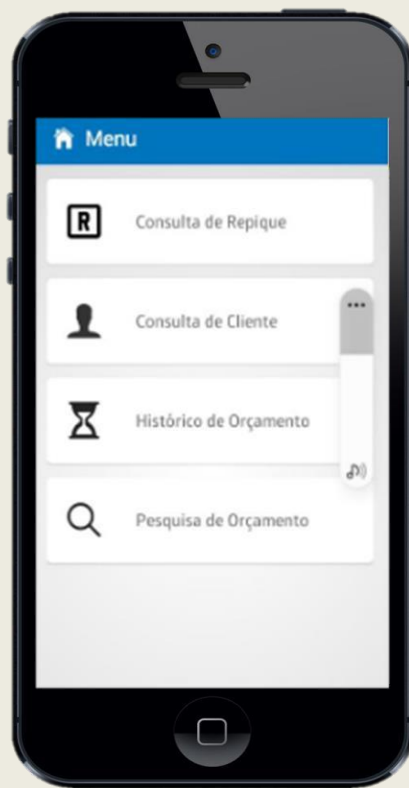 Menu
R
Consulta de Repique
Consulta de Cliente
Histórico de Orçamento
Pesquisa de Orçamento